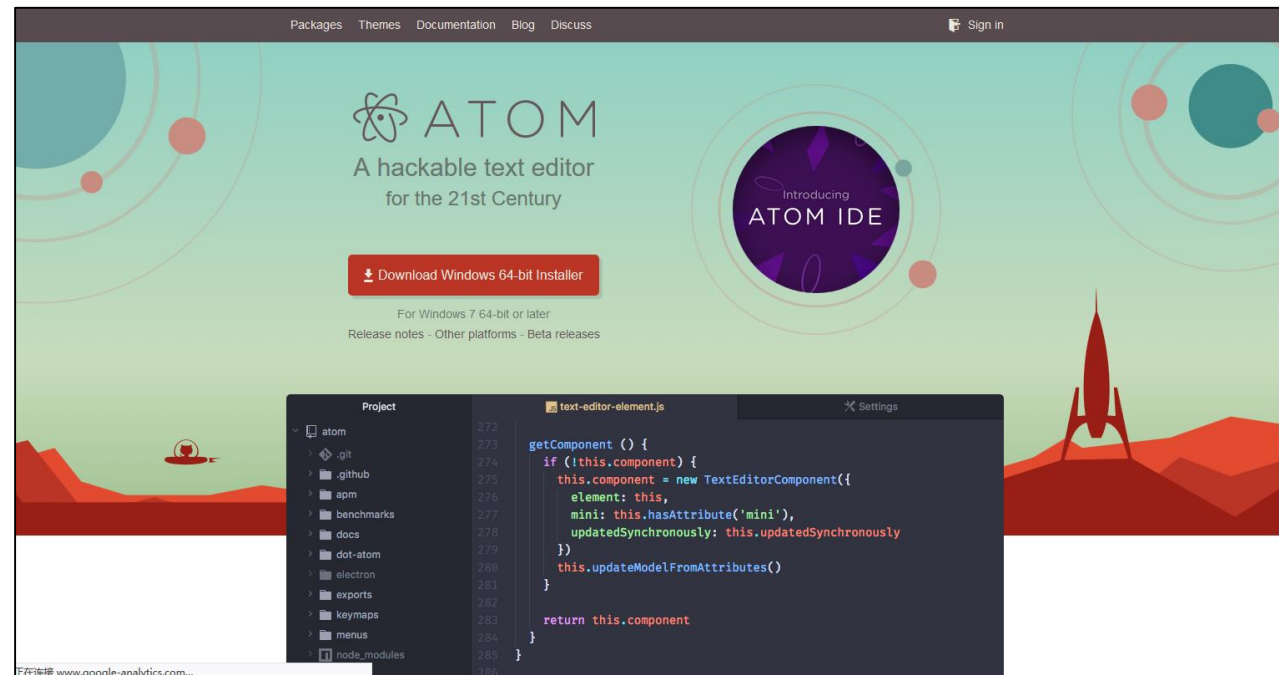 Packages Themes Documentation Blog Discuss Sign in
ATOM
A hackable text editor
for the 21st Century
Introducing
ATOM IDE
Download Windows 64-bit Installer
For Windows 7 64-bit or later
Release notes - Other platforms - Beta releases
Project
text-editor-element.js
Settings
atom
.git
.github
apm
benchmarks
docs
dot-atom
electron
exports
keymaps
menus
node_modules
272
273 getComponent () {
274 if (!this.component) {
275 this.component = new TextEditorComponent({
276 element: this,
277 mini: this.hasAttribute('mini'),
278 updatedSynchronously: this.updatedSynchronously
279 })
280 this.updateModelFromAttributes()
281 }
282
283 return this.component
284 }
285 }
286
正在连接 www.google-analytics.com...